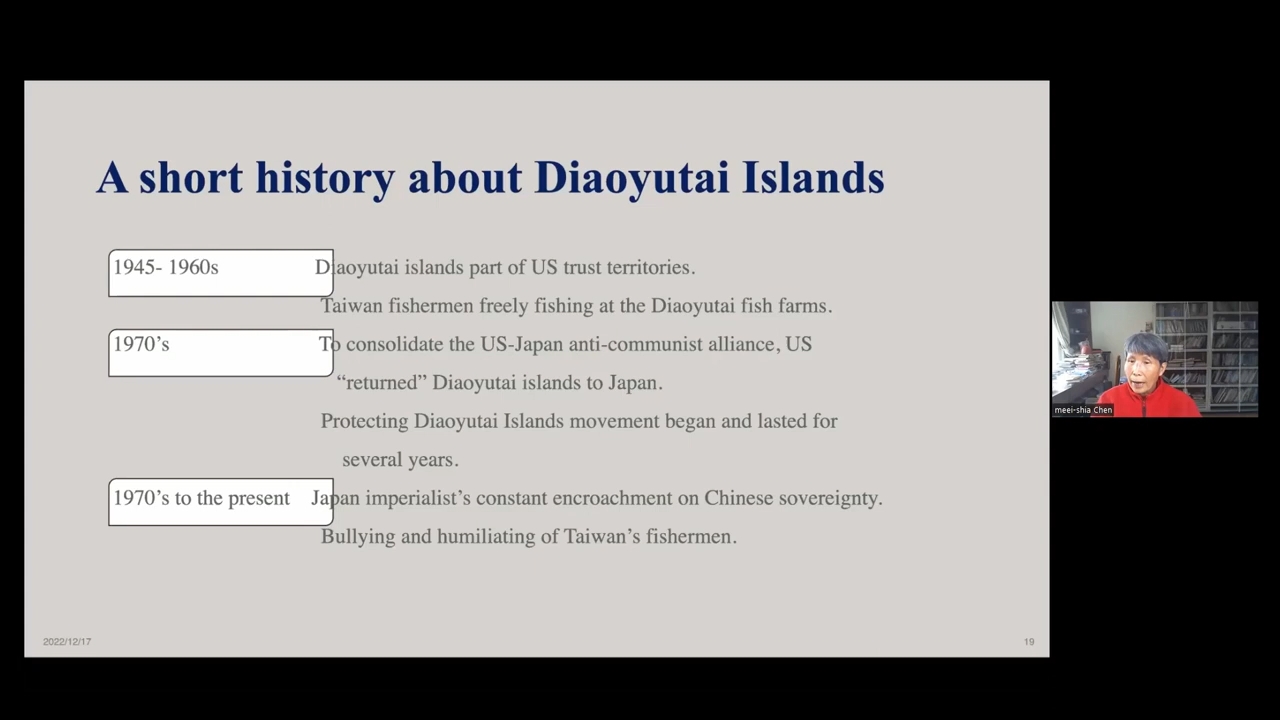 A short history about Diaoyutai Islands
1945- 1960s Diaoyutai islands part of US trust territories.
Taiwan fishermen freely fishing at the Diaoyutai fish farms.
1970’s To consolidate the US-Japan anti-communist alliance, US
“returned” Diaoyutai islands to Japan.
Protecting Diaoyutai Islands movement began and lasted for
several years.
1970’s to the present Japan imperialist’s constant encroachment on Chinese sovereignty.
Bullying and humiliating of Taiwan’s fishermen.
2022/12/17
19
meei-shia Chen